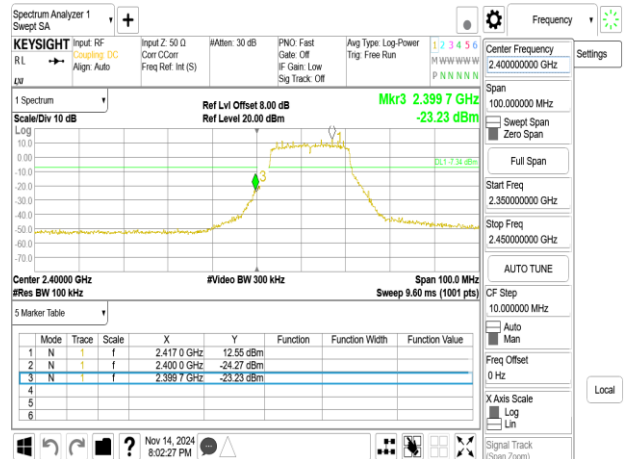 Spectrum Analyzer 1
Swept SA
+
Frequency
KEYSIGHT
Input: RF
Coupling: DC
Align: Auto
Input Z: 50 Ω
Corr CCorr
Freq Ref: Int (S)
#Atten: 30 dB
PNO: Fast
Gate: Off
IF Gain: Low
Sig Track: Off
Avg Type: Log-Power
Trig: Free Run
1 2 3 4 5 6
M W W W W W
P N N N N N
RL
LXI
1 Spectrum
Scale/Div 10 dB
Ref Lvl Offset 8.00 dB
Ref Level 20.00 dBm
Mkr3 2.399 7 GHz
-23.23 dBm
Log
10.0
0.00
-10.0
-20.0
-30.0
-40.0
-50.0
-60.0
-70.0
1
3
DL1 -7.34 dBm
Center 2.40000 GHz
#Res BW 100 kHz
#Video BW 300 kHz
Span 100.0 MHz
Sweep 9.60 ms (1001 pts)
5 Marker Table
Mode Trace Scale X Y Function Function Width Function Value
1 N 1 f 2.417 0 GHz 12.55 dBm
2 N 1 f 2.400 0 GHz -24.27 dBm
3 N 1 f 2.399 7 GHz -23.23 dBm
4
5
6
?
Nov 14, 2024
8:02:27 PM
Center Frequency
2.400000000 GHz
Settings
Span
100.000000 MHz
Swept Span
Zero Span
Full Span
Start Freq
2.350000000 GHz
Stop Freq
2.450000000 GHz
AUTO TUNE
CF Step
10.000000 MHz
Auto
Man
Freq Offset
0 Hz
X Axis Scale
Log
Lin
Local
Signal Track
(Span Zoom)